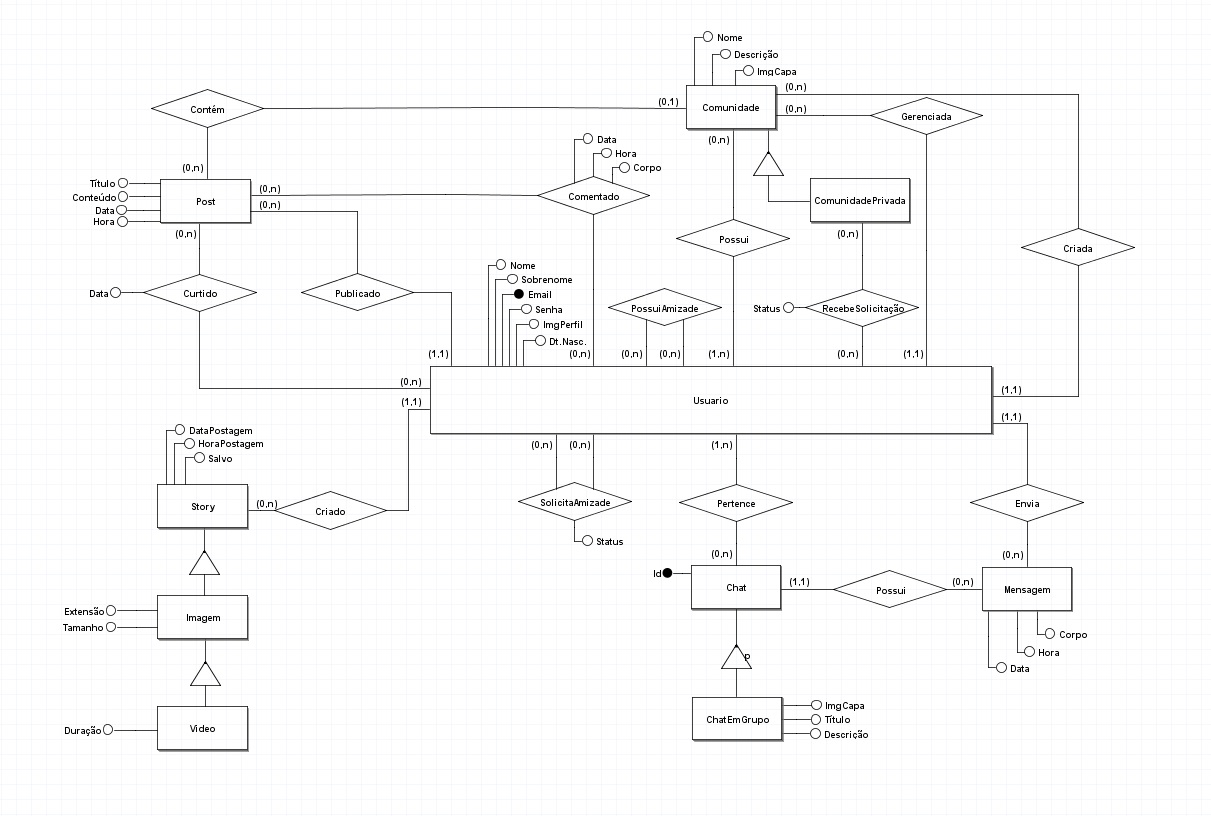 Nome
Descrição
ImgCapa
(0,n)
Contém
(0,1)
Comunidade
(0,n)
Gerenciada
(0,n)
Data
Hora
Corpo
(0,n)
Título
Conteúdo
Data
Hora
Post
(0,n)
(0,n)
Comentado
ComunidadePrivada
(0,n)
(0,n)
Possui
Criada
Nome
Sobrenome
Email
Senha
ImgPerfil
Dt.Nasc.
Data
Curtido
Publicado
PossuiAmizade
Status
RecebeSolicitação
(1,1)
(0,n)
(0,n)
(0,n)
(1,n)
(0,n)
(1,1)
(0,n)
(1,1)
Usuario
(1,1)
(1,1)
DataPostagem
HoraPostagem
Salvo
(0,n)
(0,n)
(1,n)
Story
(0,n)
Criado
SolicitaAmizade
Pertence
Envia
Status
(0,n)
(0,n)
Id
Chat
(1,1)
Possui
(0,n)
Mensagem
Extensão
Tamanho
Imagem
Corpo
Hora
Data
p
Duração
Video
ChatEmGrupo
ImgCapa
Título
Descrição